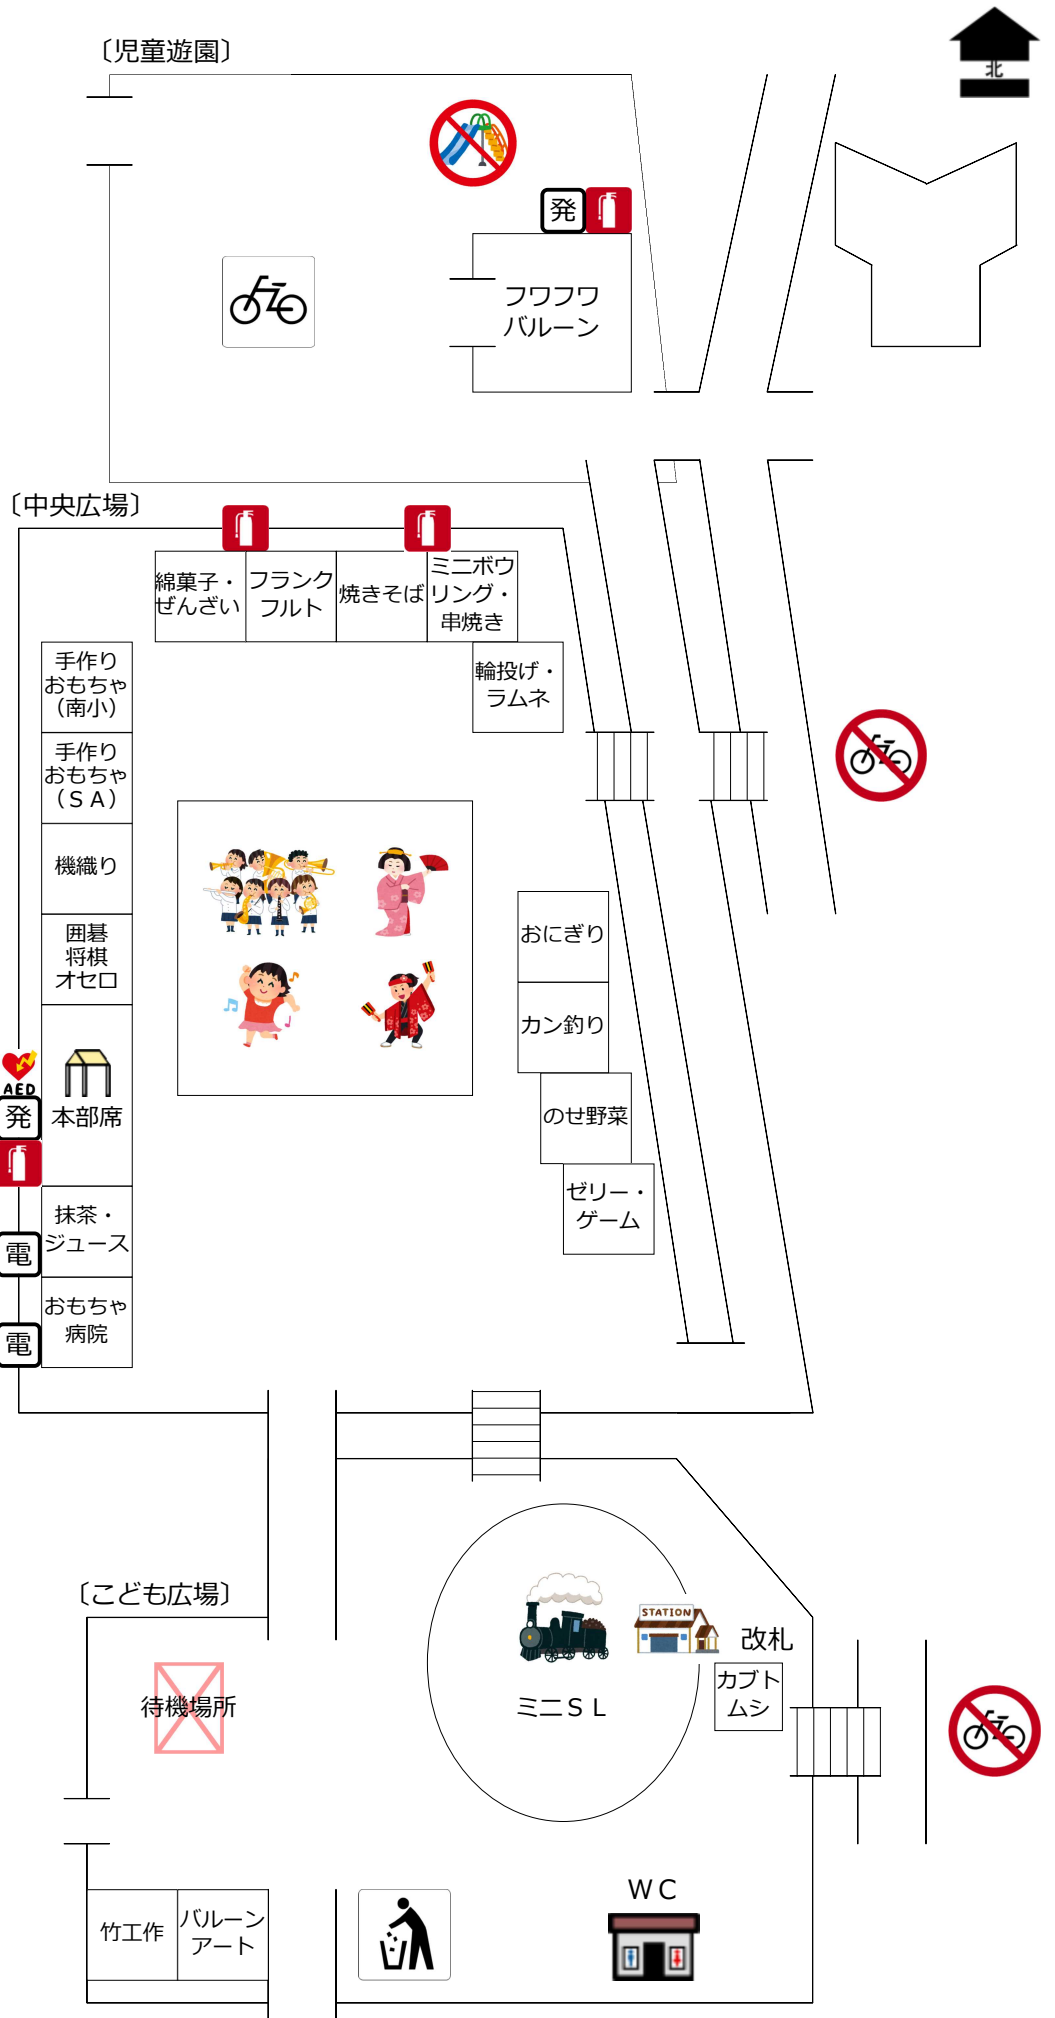 〔児童遊園〕
北
発
フワフワ
バルーン
〔中央広場〕
綿菓子・
ぜんざい
フランク
フルト
焼きそば
ミニボウ
リング・
串焼き
輪投げ・
ラムネ
手作り
おもちゃ
（南小）
手作り
おもちゃ
（ＳＡ）
機織り
囲碁
将棋
オセロ
おにぎり
カン釣り
のせ野菜
ゼリー・
ゲーム
AED
発
本部席
抹茶・
ジュース
電
おもちゃ
病院
電
〔こども広場〕
待機場所
STATION
改札
カブト
ムシ
ミニＳＬ
竹工作
バルーン
アート
ＷＣ